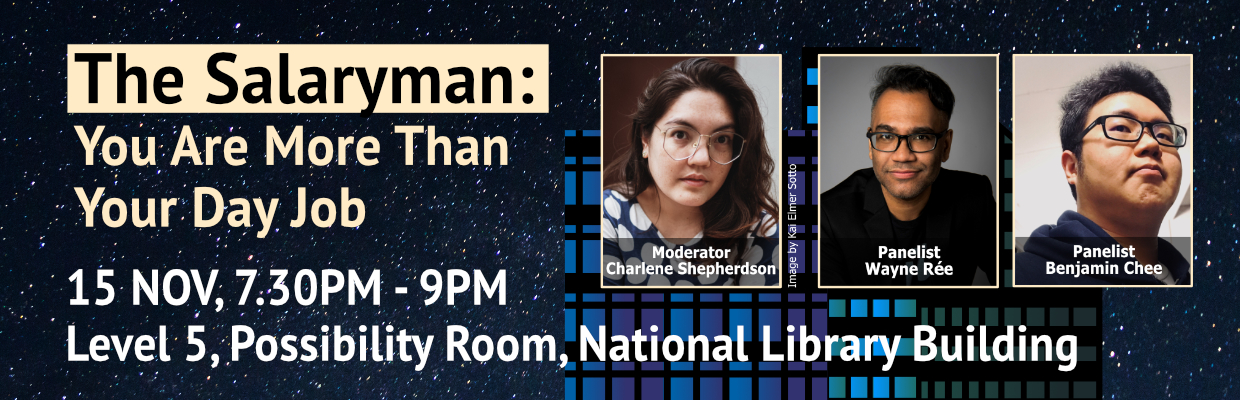 The Salaryman:
You Are More Than
Your Day Job
15 NOV, 7.30PM - 9PM
Level 5, Possibility Room, National Library Building
Moderator
Charlene Shepherdson
Image by Kai Elmer Sotto
Panelist
Wayne Rée
Panelist
Benjamin Chee